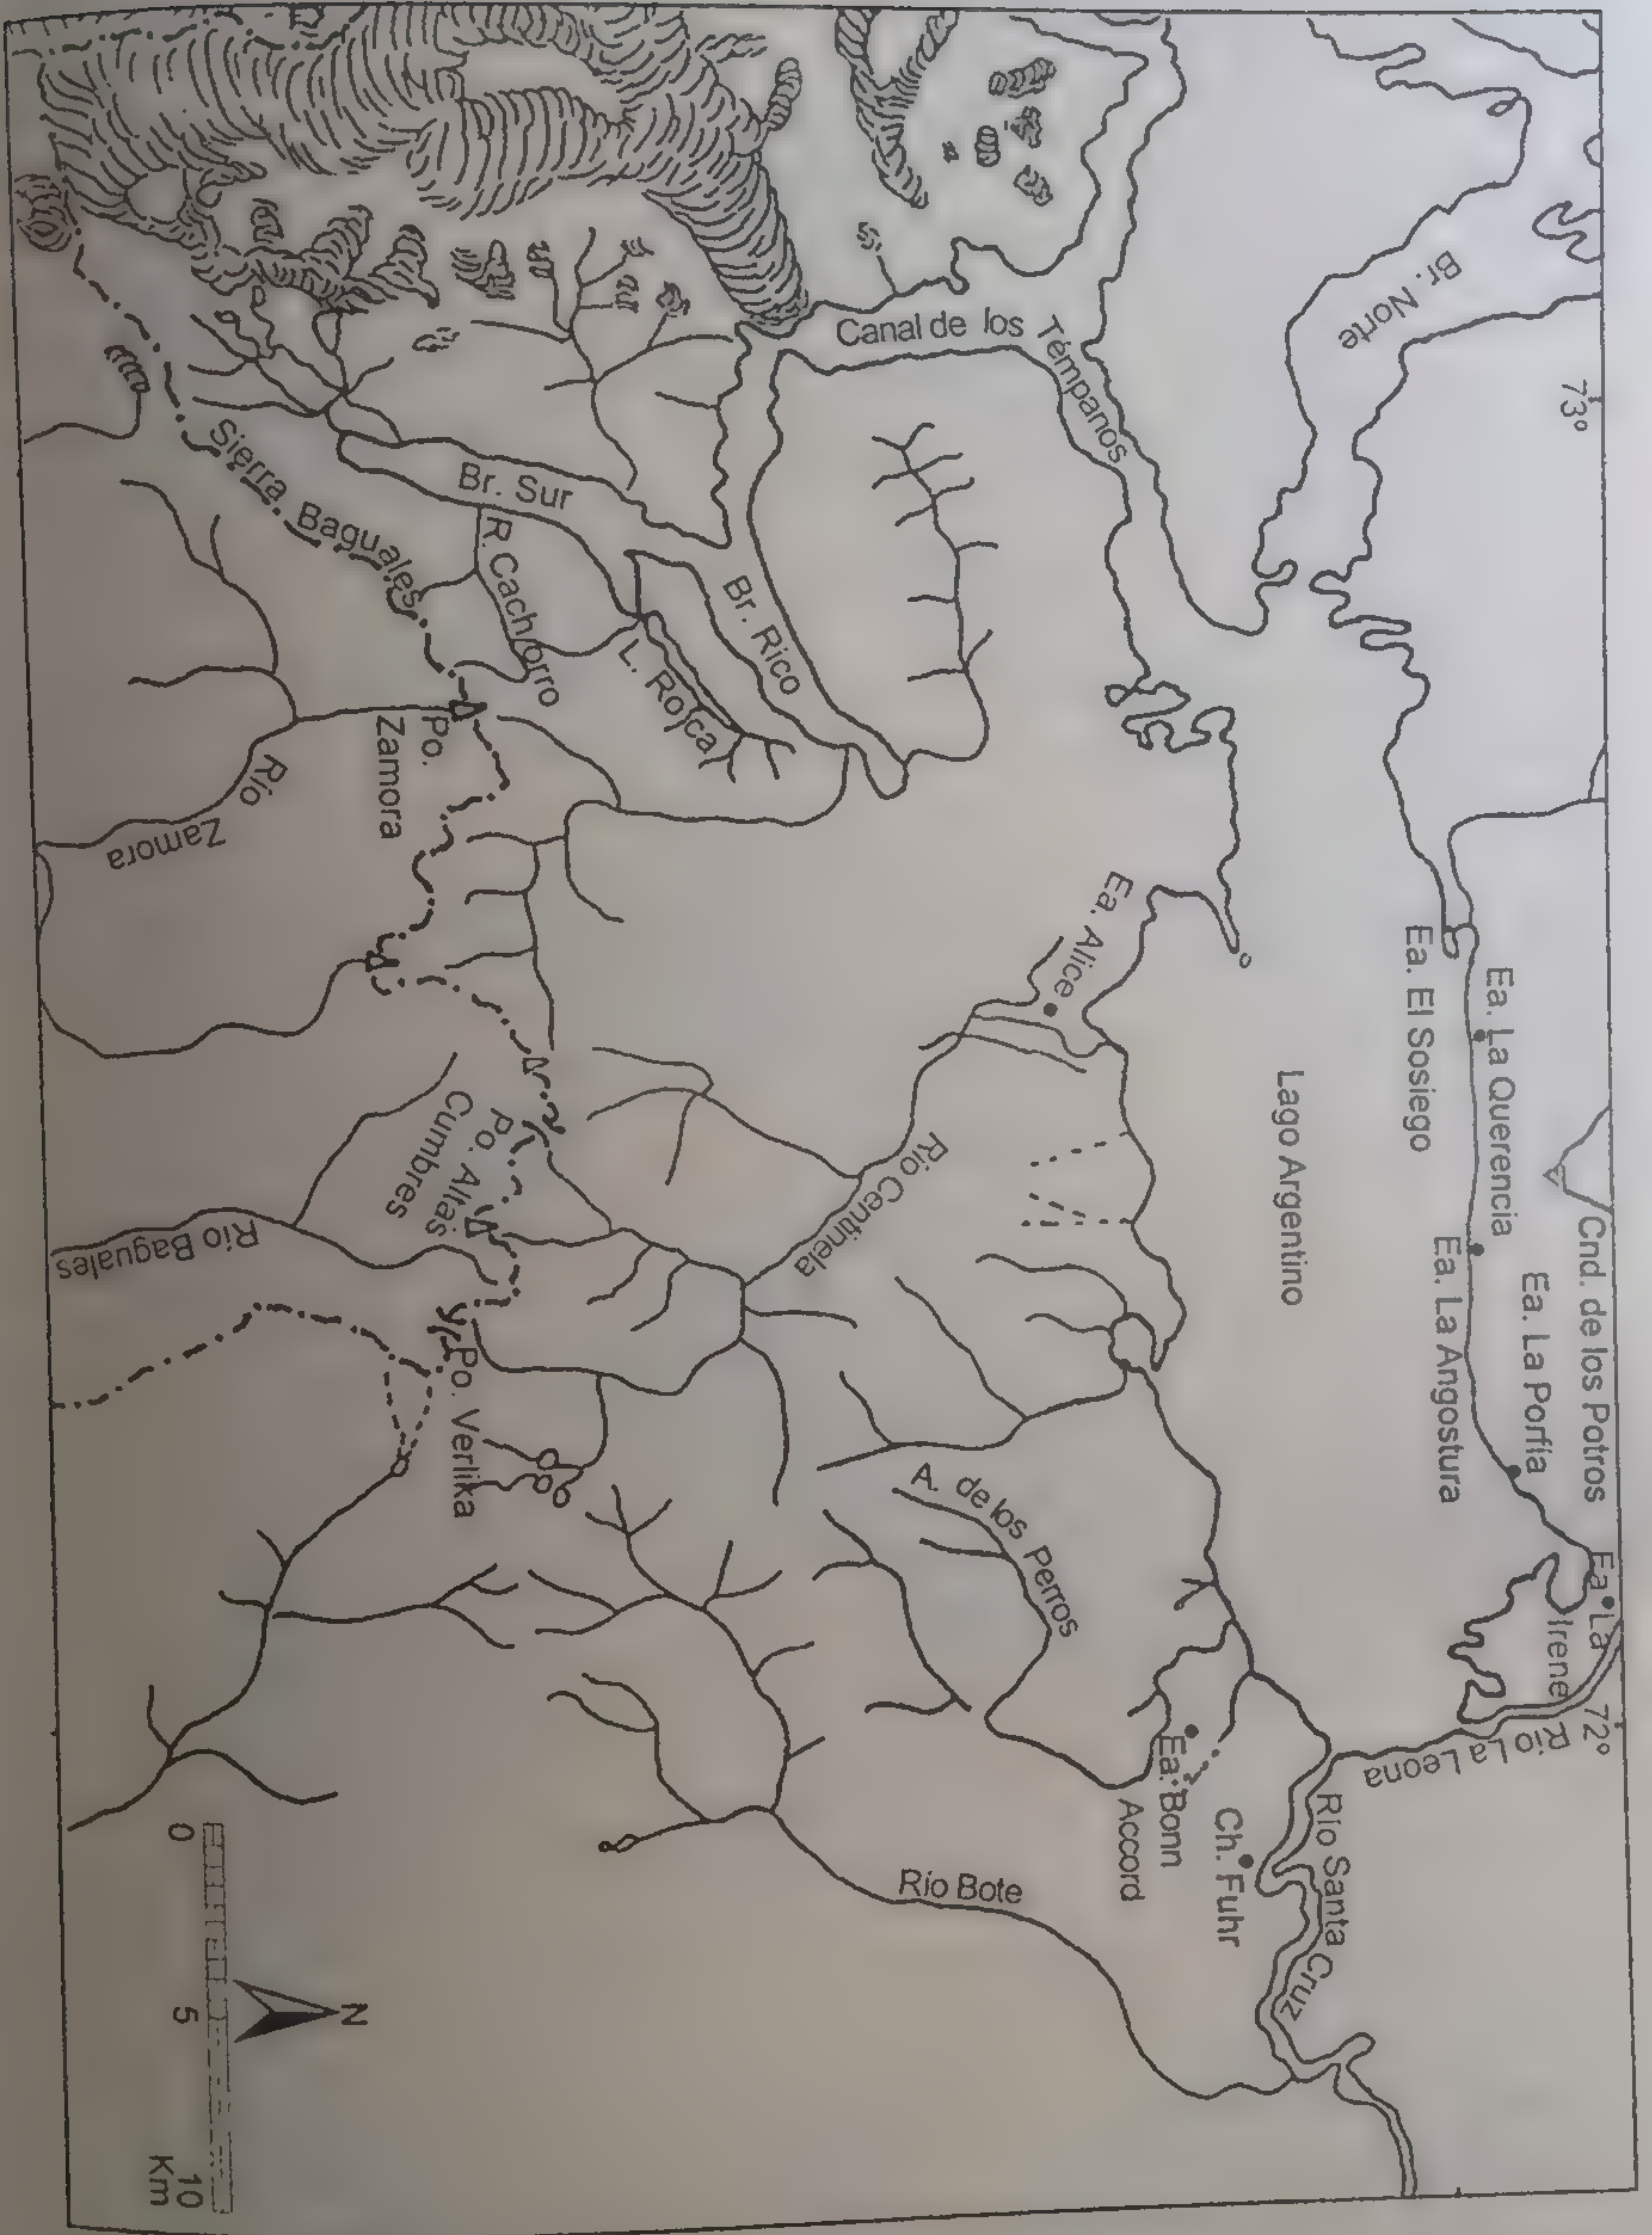 73°
72°
Br. Norte
Canal de los Témpanos
Cnd. de los Potros
Ea. La Querencia
Ea. La Porfía
Ea. La
Irene
Ea. El Sosiego
Ea. La Angostura
Río La Leona
Lago Argentino
Río Santa Cruz
Ch. Fuhr
Ea. Bonn
Accord
Ea. Alice
A. de los Perros
Río Bote
Río Centinela
Br. Rico
L. Roca
Br. Sur
R. Cachorro
Sierra Baguales
Po.
Zamora
Río Zamora
Po. Altas
Cumbres
Po. Verlika
Río Baguales
N
0
5
10
Km